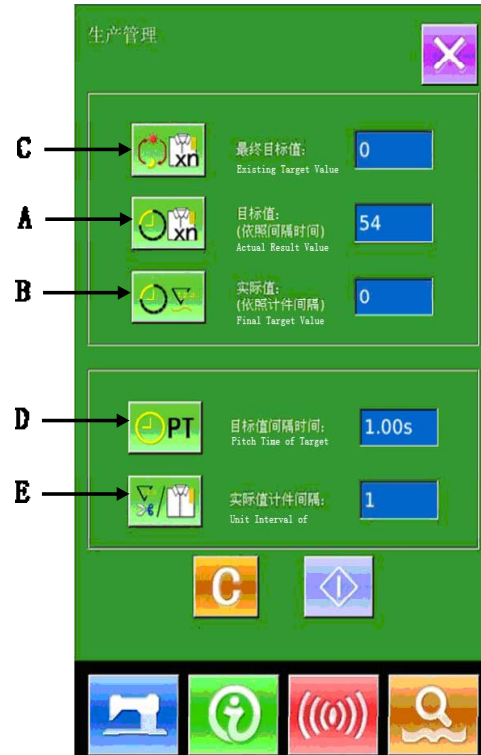 生产管理
C
xn
最终目标值:
0
Existing Target Value
A
xn
目标值:
(依照间隔时间)
54
Actual Result Value
B
实际值:
(依照计件间隔)
0
Final Target Value
D
PT
目标值间隔时间:
1.00s
Pitch Time of Target
E
实际值计件间隔:
1
Unit Interval of
C